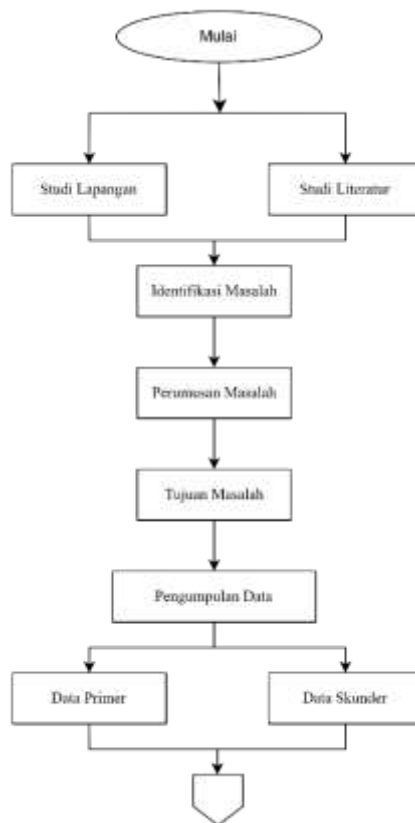 Mulai
Studi Lapangan
Studi Literatur
Identifikasi Masalah
Perumusan Masalah
Tujuan Masalah
Pengumpulan Data
Data Primer
Data Skunder